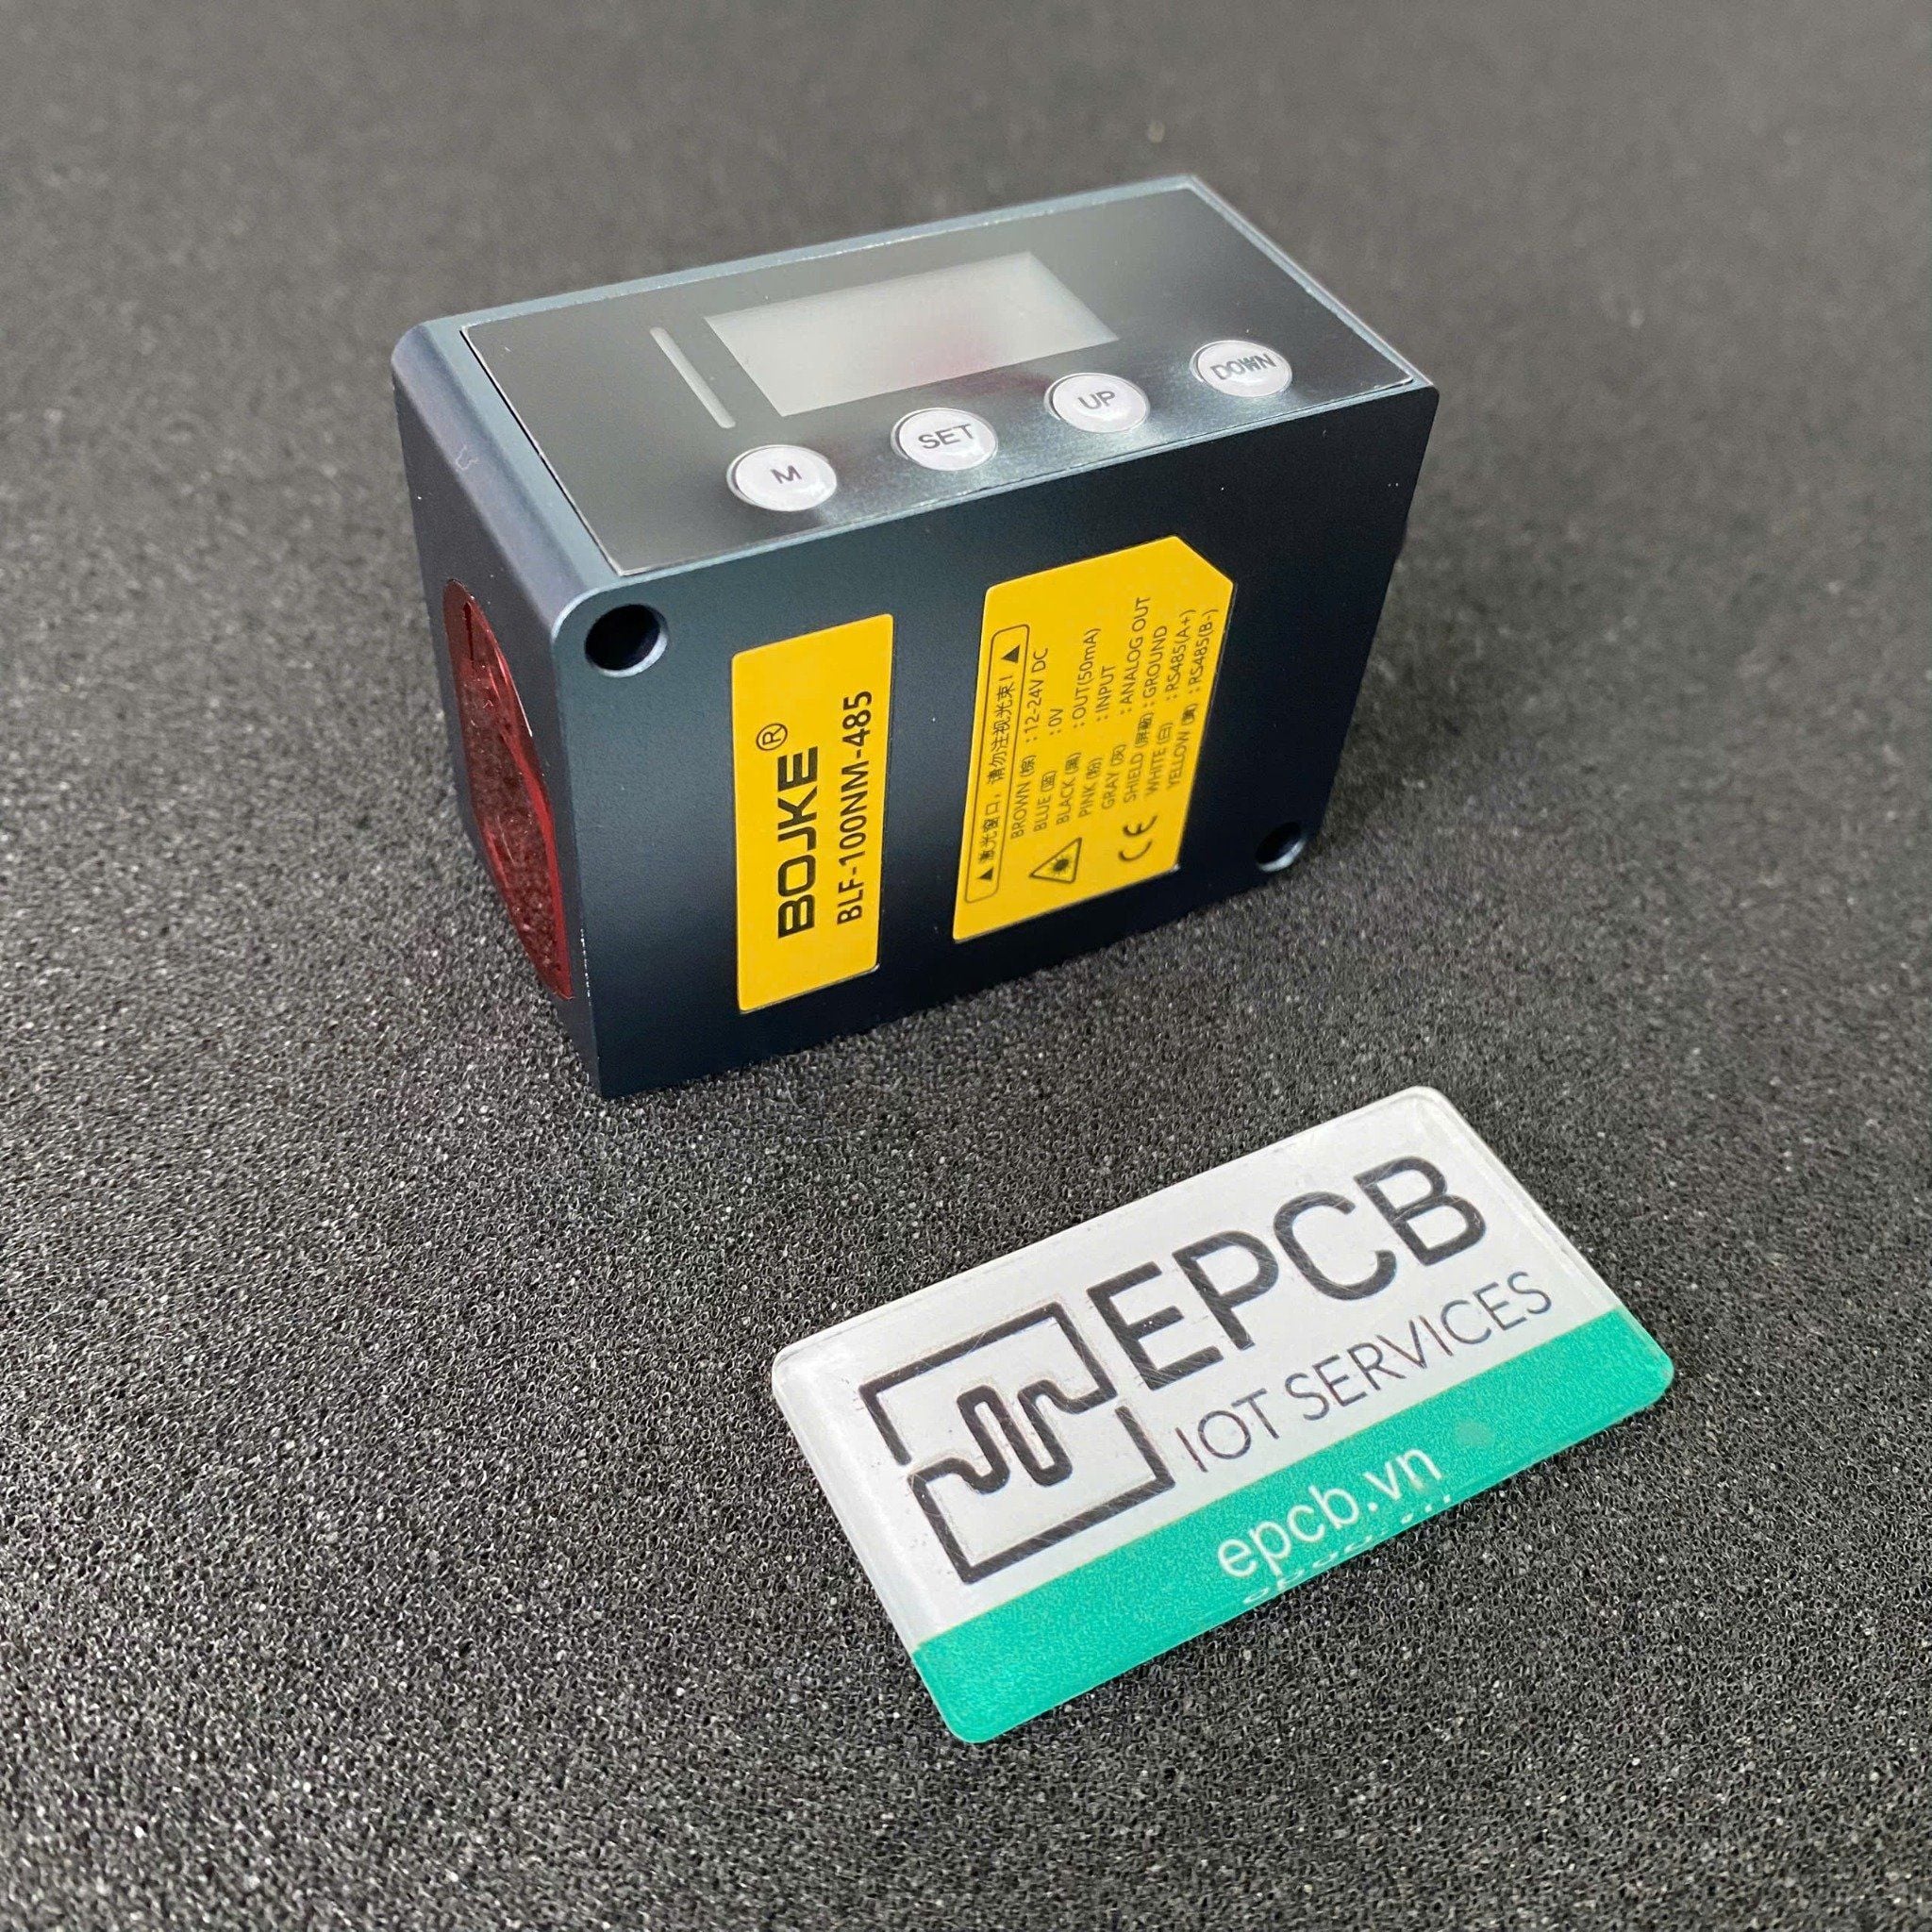 M
SET
UP
DOWN
BOJKE®
BLF-100NM-485
▲激光窗口，请勿注视光束！▲
BROWN (棕) : 12-24V DC
BLUE (蓝) : 0V
BLACK (黑) : OUT(50mA)
PINK (粉) : INPUT
GRAY (灰) : ANALOG OUT
SHIELD (屏蔽) : GROUND
WHITE (白) : RS485(A+)
YELLOW (黄) : RS485(B-)
CE
EPCB
IOT SERVICES
epcb.vn